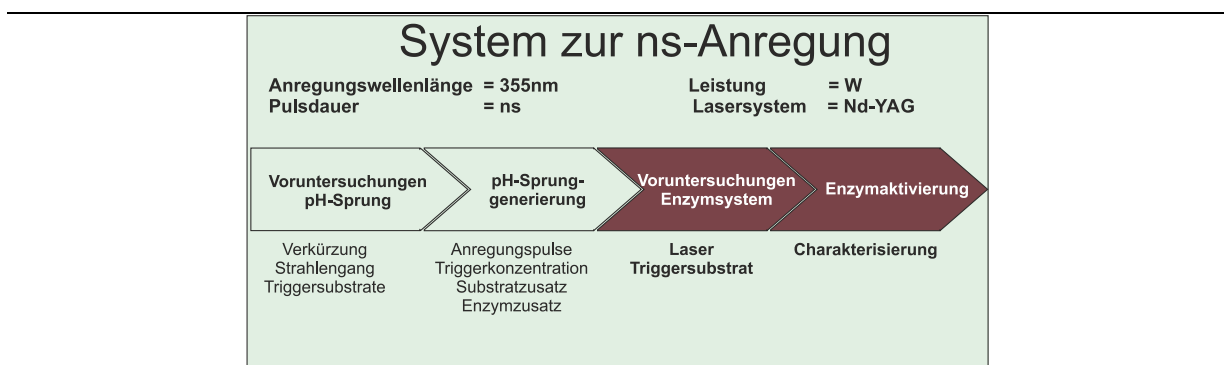 System zur ns-Anregung
Anregungswellenlänge = 355nm
Pulsdauer = ns
Leistung = W
Lasersystem = Nd-YAG
Voruntersuchungen
pH-Sprung
pH-Sprung-
generierung
Voruntersuchungen
Enzymsystem
Enzymaktivierung
Verkürzung
Strahlengang
Triggersubstrate
Anregungspulse
Triggerkonzentration
Substratzusatz
Enzymzusatz
Laser
Triggersubstrat
Charakterisierung